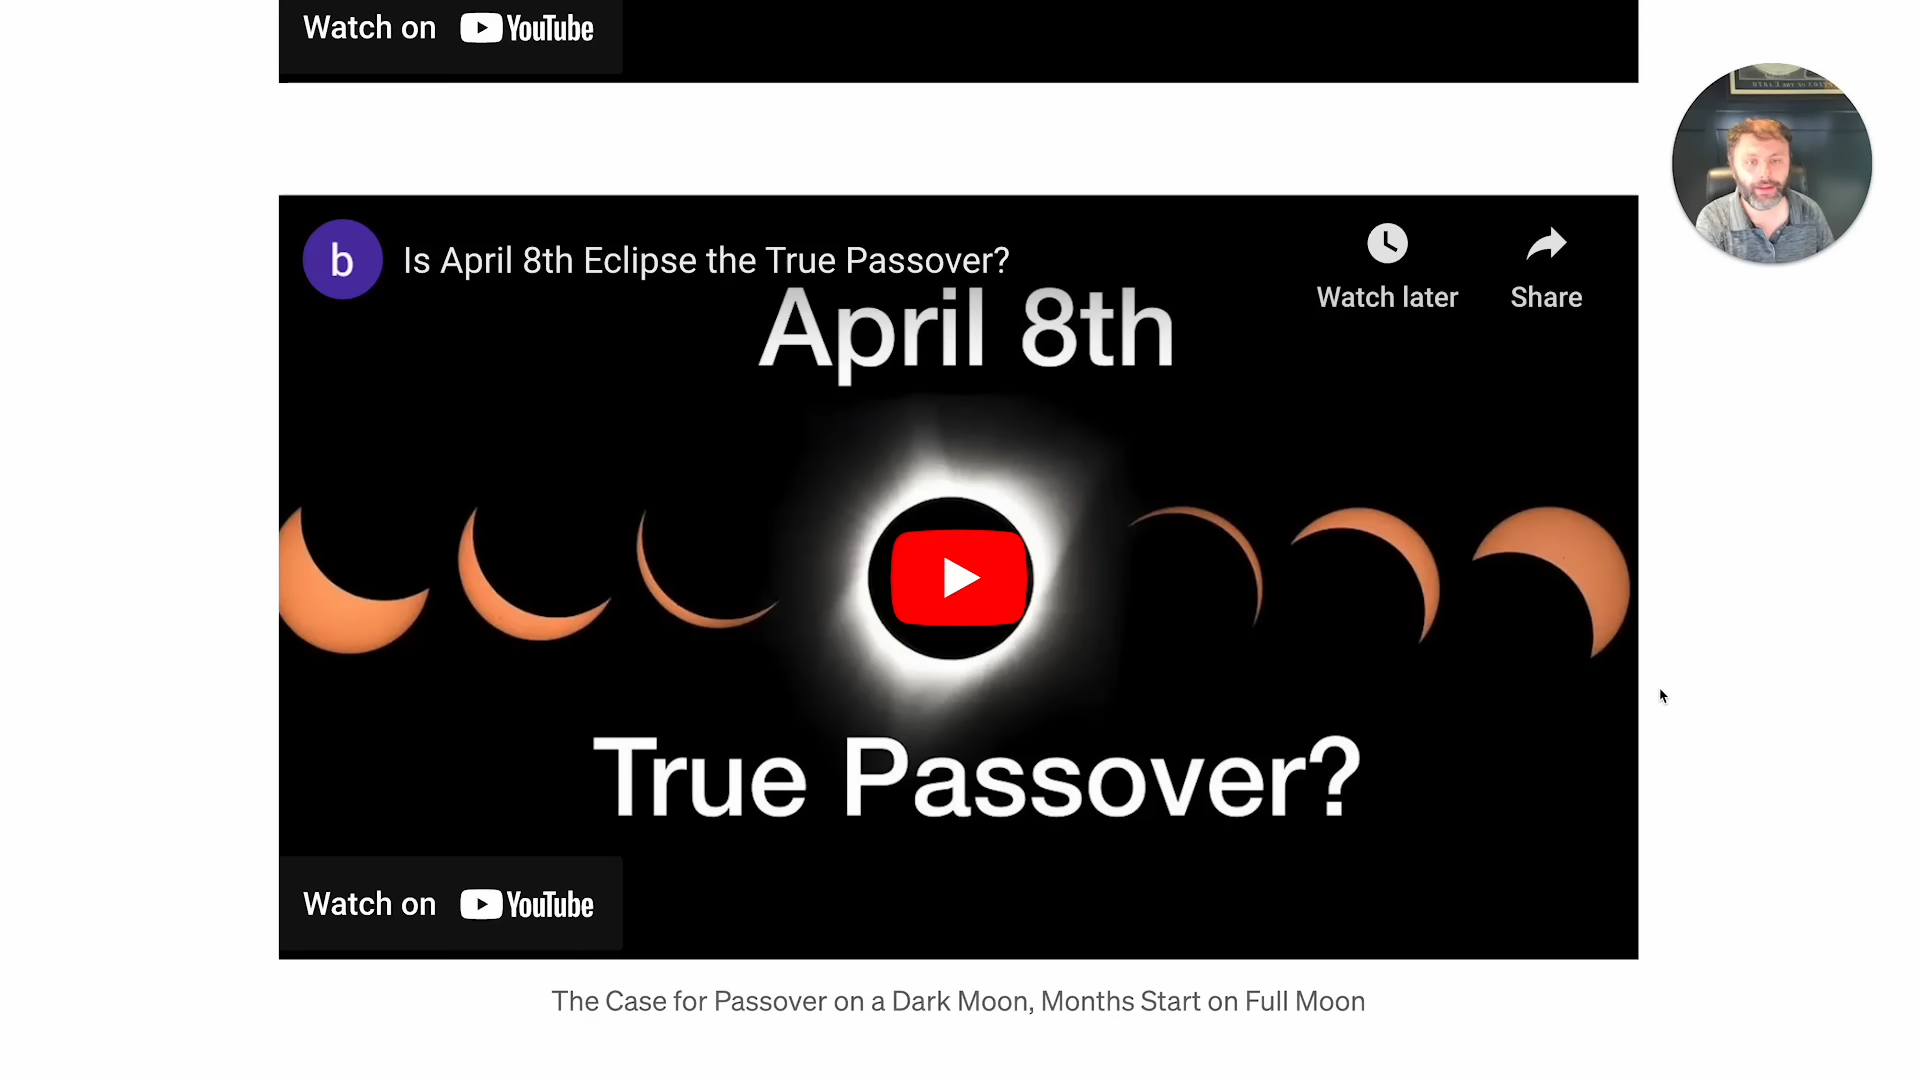 Watch on YouTube
b
Is April 8th Eclipse the True Passover?
Watch later
Share
April 8th
True Passover?
Watch on YouTube
The Case for Passover on a Dark Moon, Months Start on Full Moon